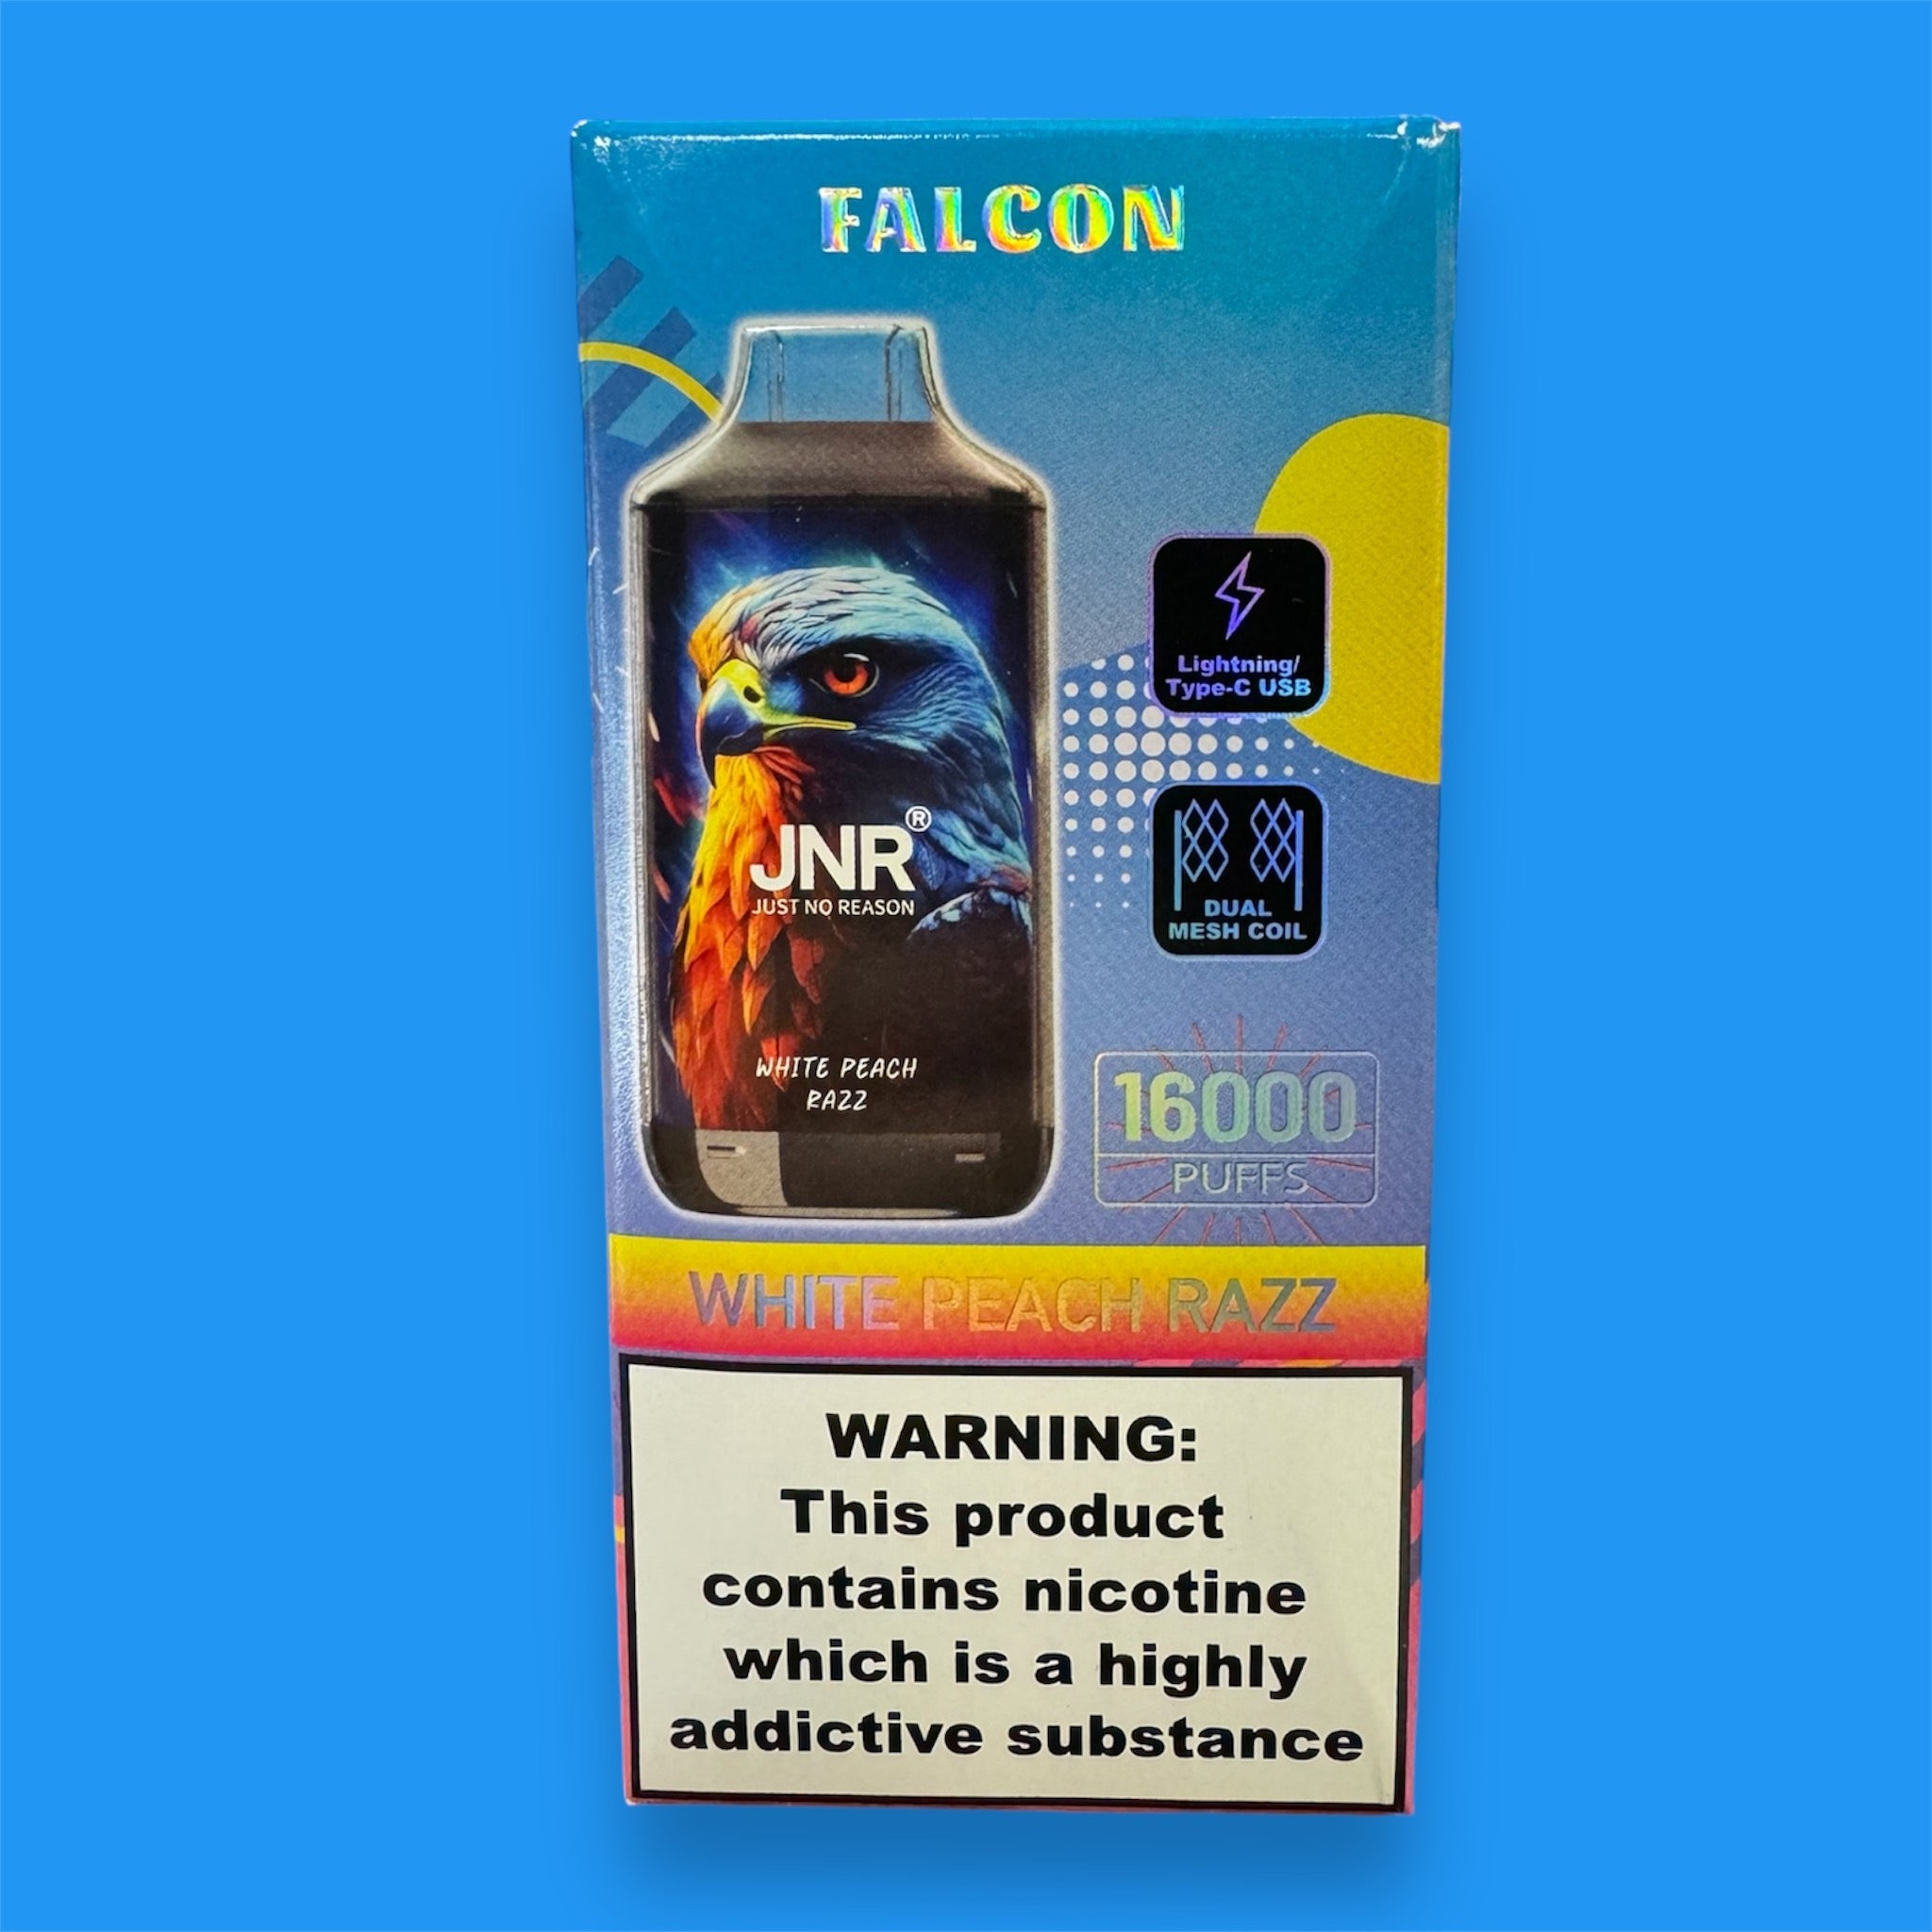 FALCON
Lightning/
Type-C USB
JNR®
JUST NO REASON
DUAL
MESH COIL
WHITE PEACH
RAZZ
16000
PUFFS
WHITE PEACH RAZZ
WARNING:
This product
contains nicotine
which is a highly
addictive substance